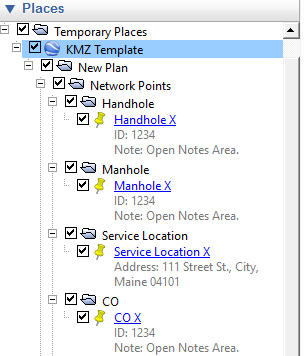 Places
Temporary Places
KMZ Template
New Plan
Network Points
Handhole
Handhole X
ID: 1234
Note: Open Notes Area.
Manhole
Manhole X
ID: 1234
Note: Open Notes Area.
Service Location
Service Location X
Address: 111 Street St., City,
Maine 04101
CO
CO X
ID: 1234
Note: Open Notes Area.